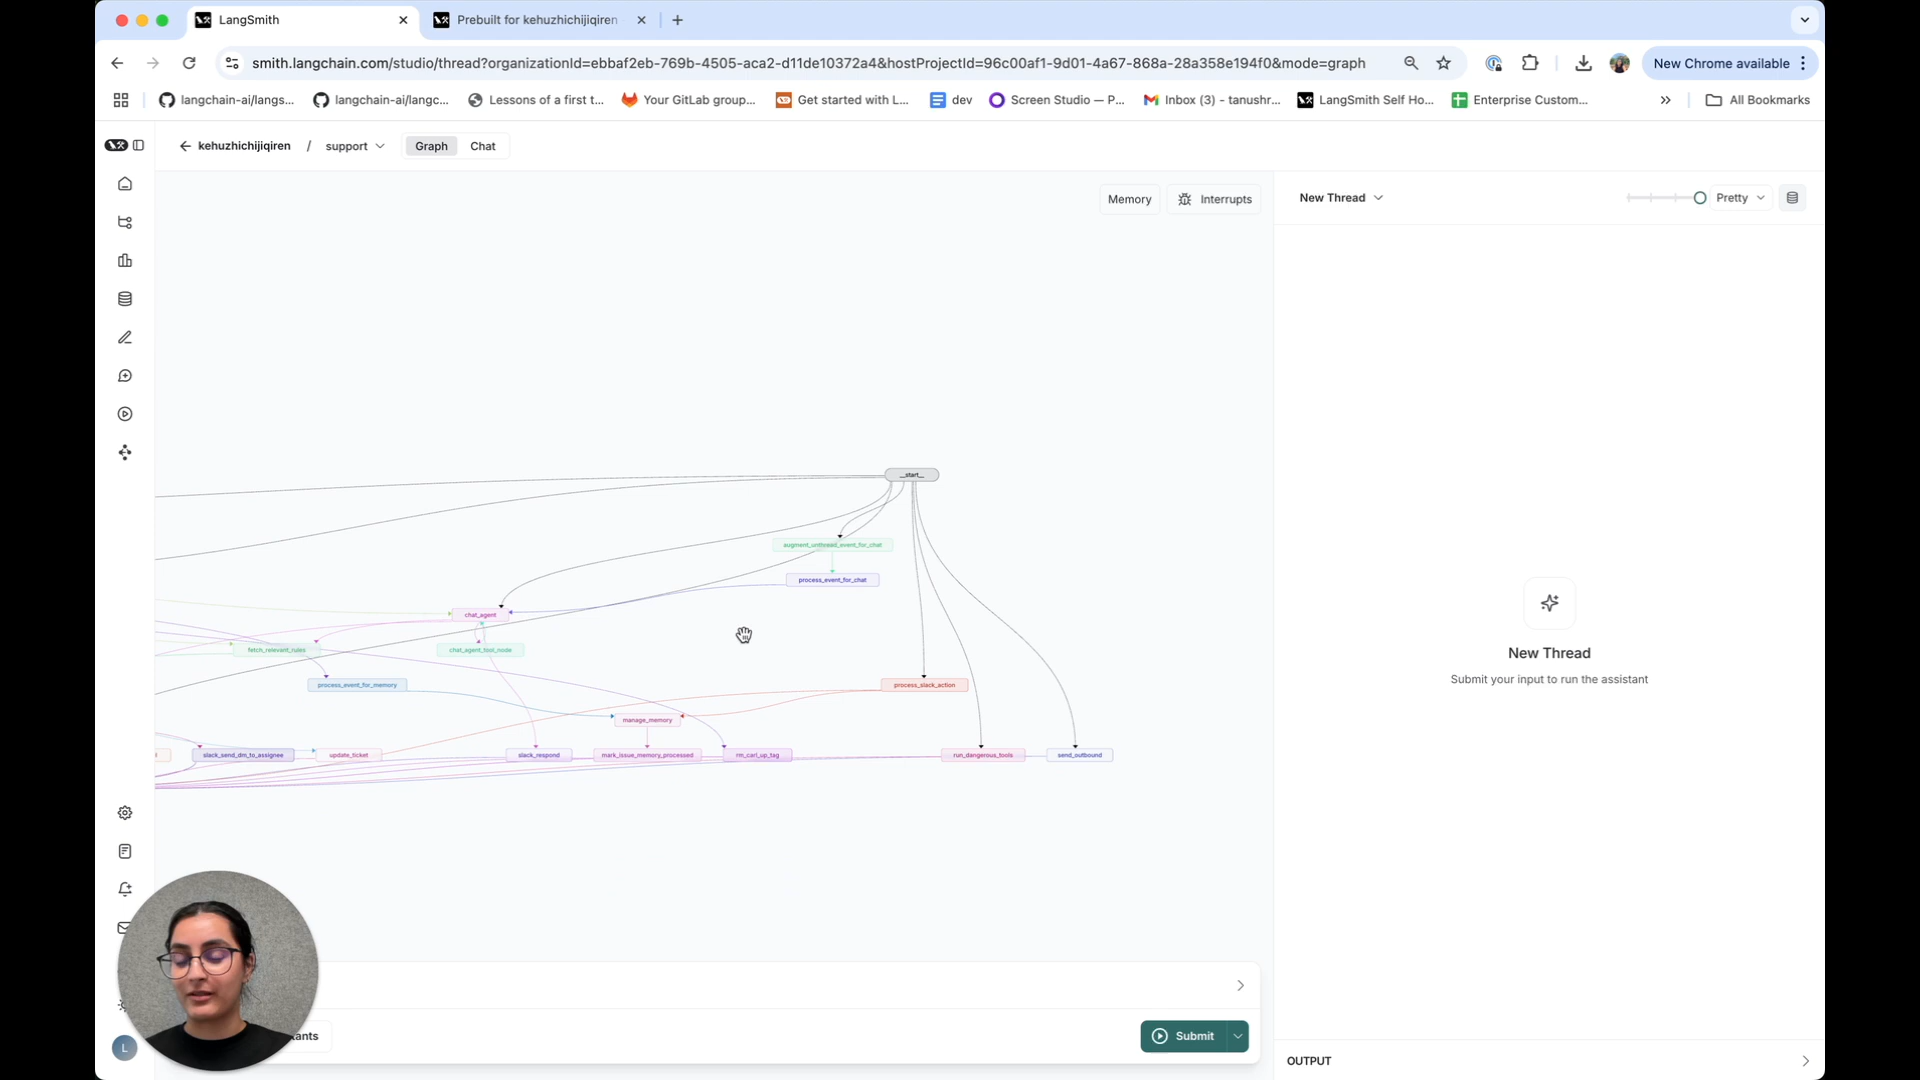 LangSmith
Prebuilt for kehuzhichijiqiren
smith.langchain.com/studio/thread?organizationId=ebbaf2eb-769b-4505-aca2-d11de10372a4&hostProjectId=96c00af1-9d01-4a67-868a-28a358e194f0&mode=graph
New Chrome available
langchain-ai/langs...
langchain-ai/langc...
Lessons of a first t...
Your GitLab group...
Get started with L...
dev
Screen Studio — P...
Inbox (3) - tanushr...
LangSmith Self Ho...
Enterprise Custom...
All Bookmarks
kehuzhichijiqiren / support
Graph
Chat
Memory
Interrupts
New Thread
Pretty
__start__
augment_unthread_event_for_chat
process_event_for_chat
chat_agent
fetch_relevant_rules
chat_agent_tool_node
process_event_for_memory
process_slack_action
manage_memory
slack_send_dm_to_assignee
update_ticket
slack_respond
mark_issue_memory_processed
rm_carl_up_tag
run_dangerous_tools
send_outbound
New Thread
Submit your input to run the assistant
tants
Submit
OUTPUT
L